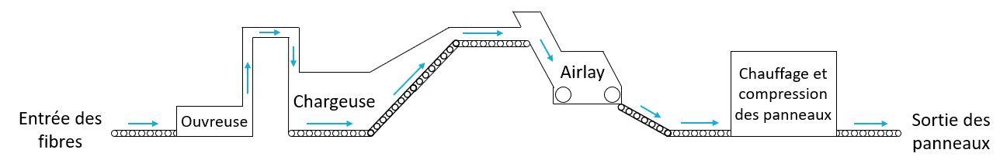 Entrée des
fibres
Ouvreuse
Chargeuse
Airlay
Chauffage et
compression
des panneaux
Sortie des
panneaux